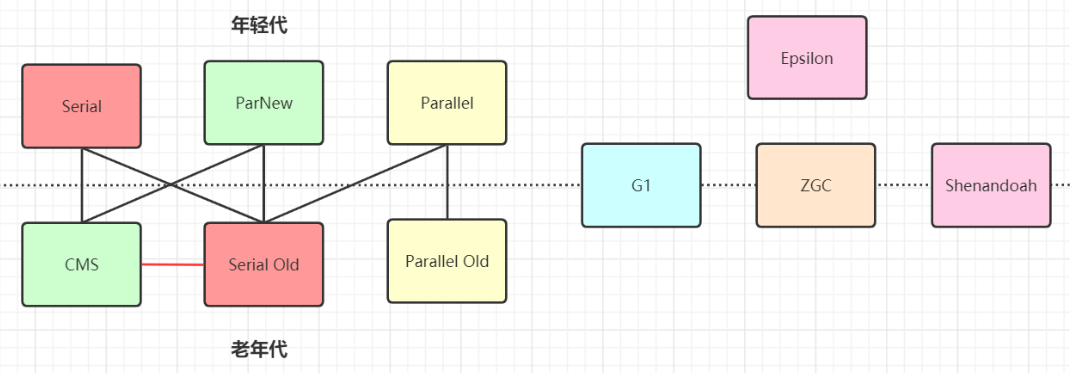 年轻代
Epsilon
Serial
ParNew
Parallel
G1
ZGC
Shenandoah
CMS
Serial Old
Parallel Old
老年代